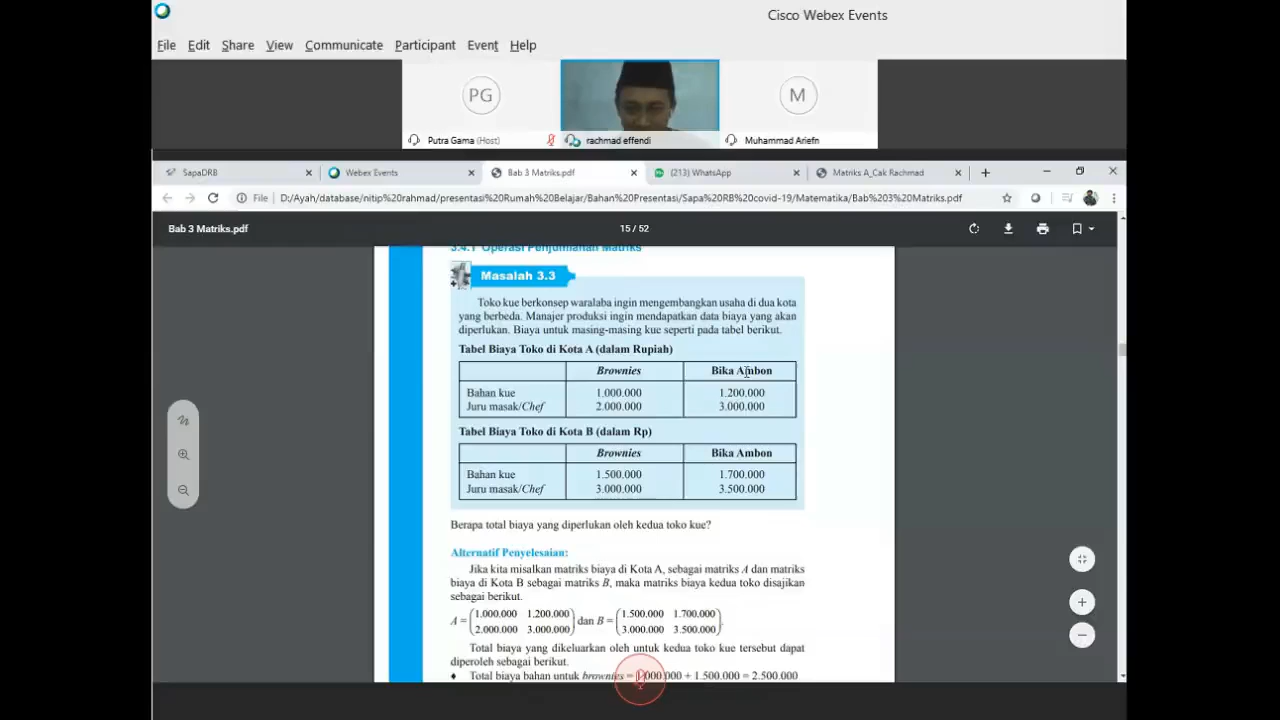 Cisco Webex Events
File Edit Share View Communicate Participant Event Help
PG
M
Putra Gama (Host)
rachmad effendi
Muhammad Ariefn
SapaDRB
Webex Events
Bab 3 Matriks.pdf
(213) WhatsApp
Matriks A_Cak Rachmad
File D:/Ayah/database/nitip%20rahmad/presentasi%20Rumah%20Belajar/Bahan%20Presentasi/Sapa%20RB%20covid-19/Matematika/Bab%203%20Matriks.pdf
Bab 3 Matriks.pdf
15 / 52
3.4.1 Operasi Penjumlahan Matriks
Masalah 3.3
Toko kue berkonsep waralaba ingin mengembangkan usaha di dua kota
yang berbeda. Manajer produksi ingin mendapatkan data biaya yang akan
diperlukan. Biaya untuk masing-masing kue seperti pada tabel berikut.
Tabel Biaya Toko di Kota A (dalam Rupiah)
Brownies Bika Ambon
Bahan kue 1.000.000 1.200.000
Juru masak/Chef 2.000.000 3.000.000
Tabel Biaya Toko di Kota B (dalam Rp)
Brownies Bika Ambon
Bahan kue 1.500.000 1.700.000
Juru masak/Chef 3.000.000 3.500.000
Berapa total biaya yang diperlukan oleh kedua toko kue?
Alternatif Penyelesaian:
Jika kita misalkan matriks biaya di Kota A, sebagai matriks A dan matriks
biaya di Kota B sebagai matriks B, maka matriks biaya kedua toko disajikan
sebagai berikut.
1.000.000 1.200.000 1.500.000 1.700.000
A = dan B = .
2.000.000 3.000.000 3.000.000 3.500.000
Total biaya yang dikeluarkan oleh untuk kedua toko kue tersebut dapat
diperoleh sebagai berikut.
♦ Total biaya bahan untuk brownies = 1.000.000 + 1.500.000 = 2.500.000